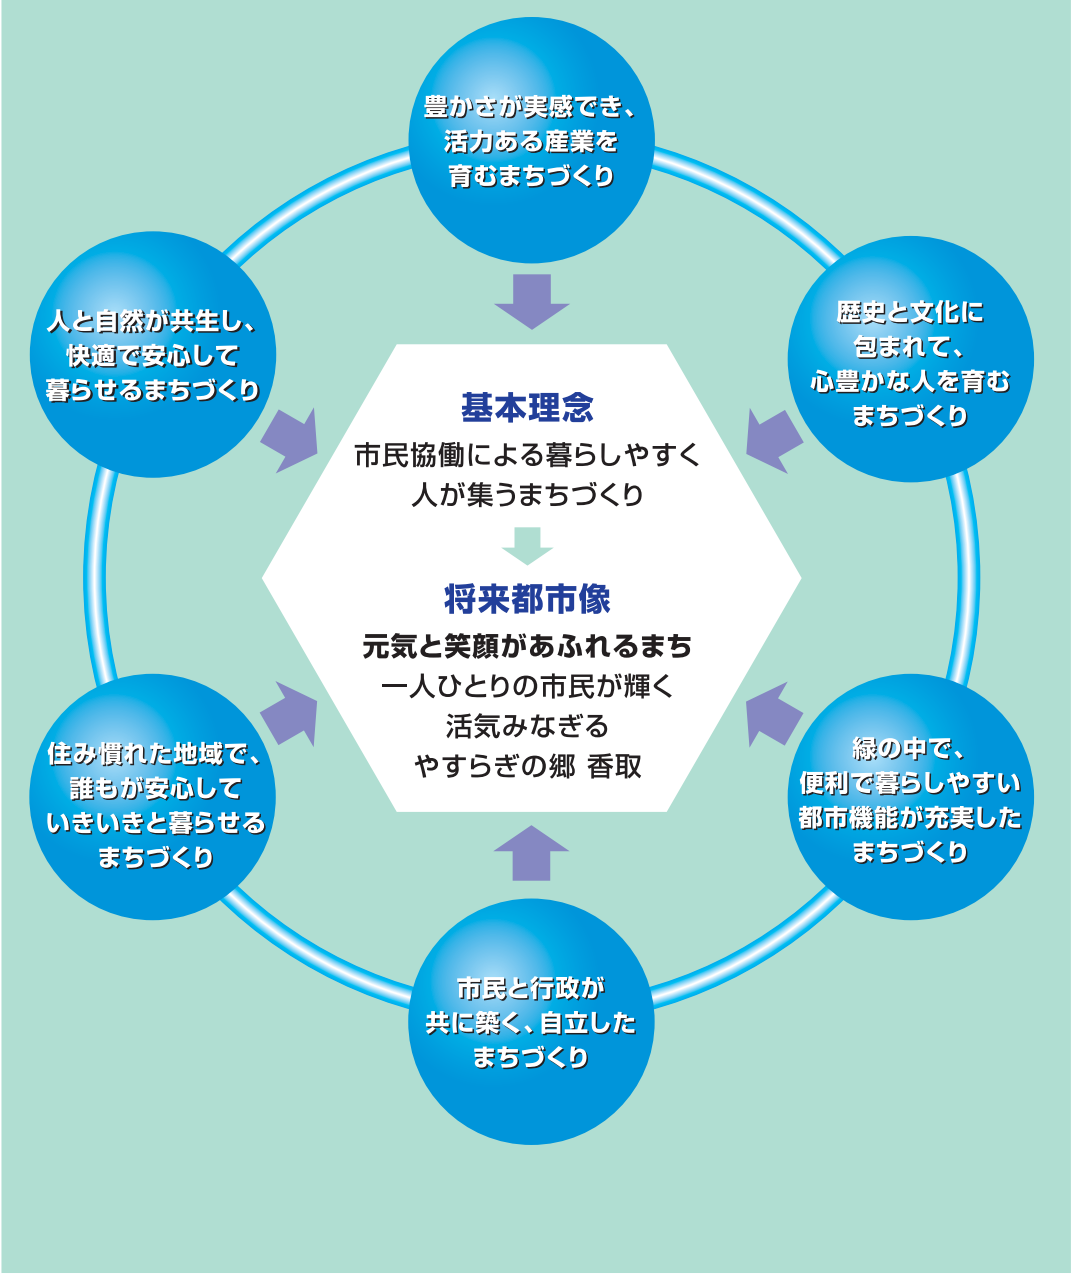 豊かさが実感でき、
活力ある産業を
育むまちづくり
人と自然が共生し、
快適で安心して
暮らせるまちづくり
歴史と文化に
包まれて、
心豊かな人を育む
まちづくり
基本理念
市民協働による暮らしやすく
人が集うまちづくり
将来都市像
元気と笑顔があふれるまち
一人ひとりの市民が輝く
活気みなぎる
やすらぎの郷 香取
住み慣れた地域で、
誰もが安心して
いきいきと暮らせる
まちづくり
緑の中で、
便利で暮らしやすい
都市機能が充実した
まちづくり
市民と行政が
共に築く、自立した
まちづくり